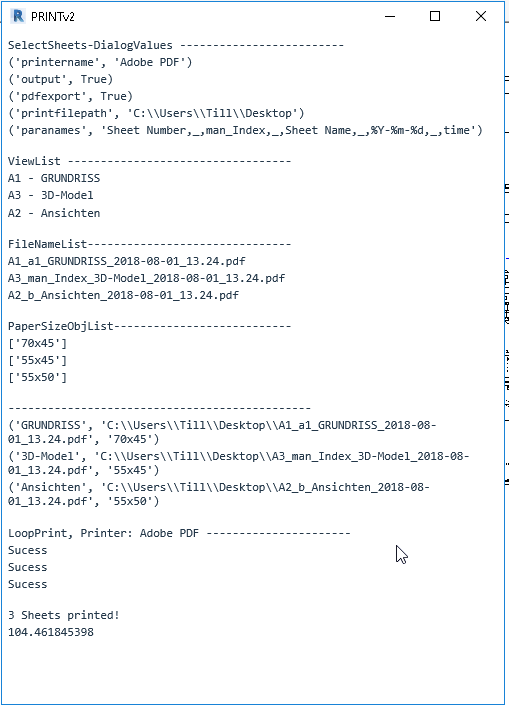 PRINTv2
SelectSheets-DialogValues -------------------------
('printername', 'Adobe PDF')
('output', True)
('pdfexport', True)
('printfilepath', 'C:\\Users\\Till\\Desktop')
('paranames', 'Sheet Number,_,man_Index,_,Sheet Name,_,%Y-%m-%d,_,time')
ViewList ----------------------------------
A1 - GRUNDRISS
A3 - 3D-Model
A2 - Ansichten
FileNameList-------------------------------
A1_a1_GRUNDRISS_2018-08-01_13.24.pdf
A3_man_Index_3D-Model_2018-08-01_13.24.pdf
A2_b_Ansichten_2018-08-01_13.24.pdf
PaperSizeObjList---------------------------
['70x45']
['55x45']
['55x50']
----------------------------------------------
('GRUNDRISS', 'C:\\Users\\Till\\Desktop\\A1_a1_GRUNDRISS_2018-08-
01_13.24.pdf', '70x45')
('3D-Model', 'C:\\Users\\Till\\Desktop\\A3_man_Index_3D-Model_2018-08-
01_13.24.pdf', '55x45')
('Ansichten', 'C:\\Users\\Till\\Desktop\\A2_b_Ansichten_2018-08-
01_13.24.pdf', '55x50')
LoopPrint, Printer: Adobe PDF ----------------------
Sucess
Sucess
Sucess
3 Sheets printed!
104.461845398